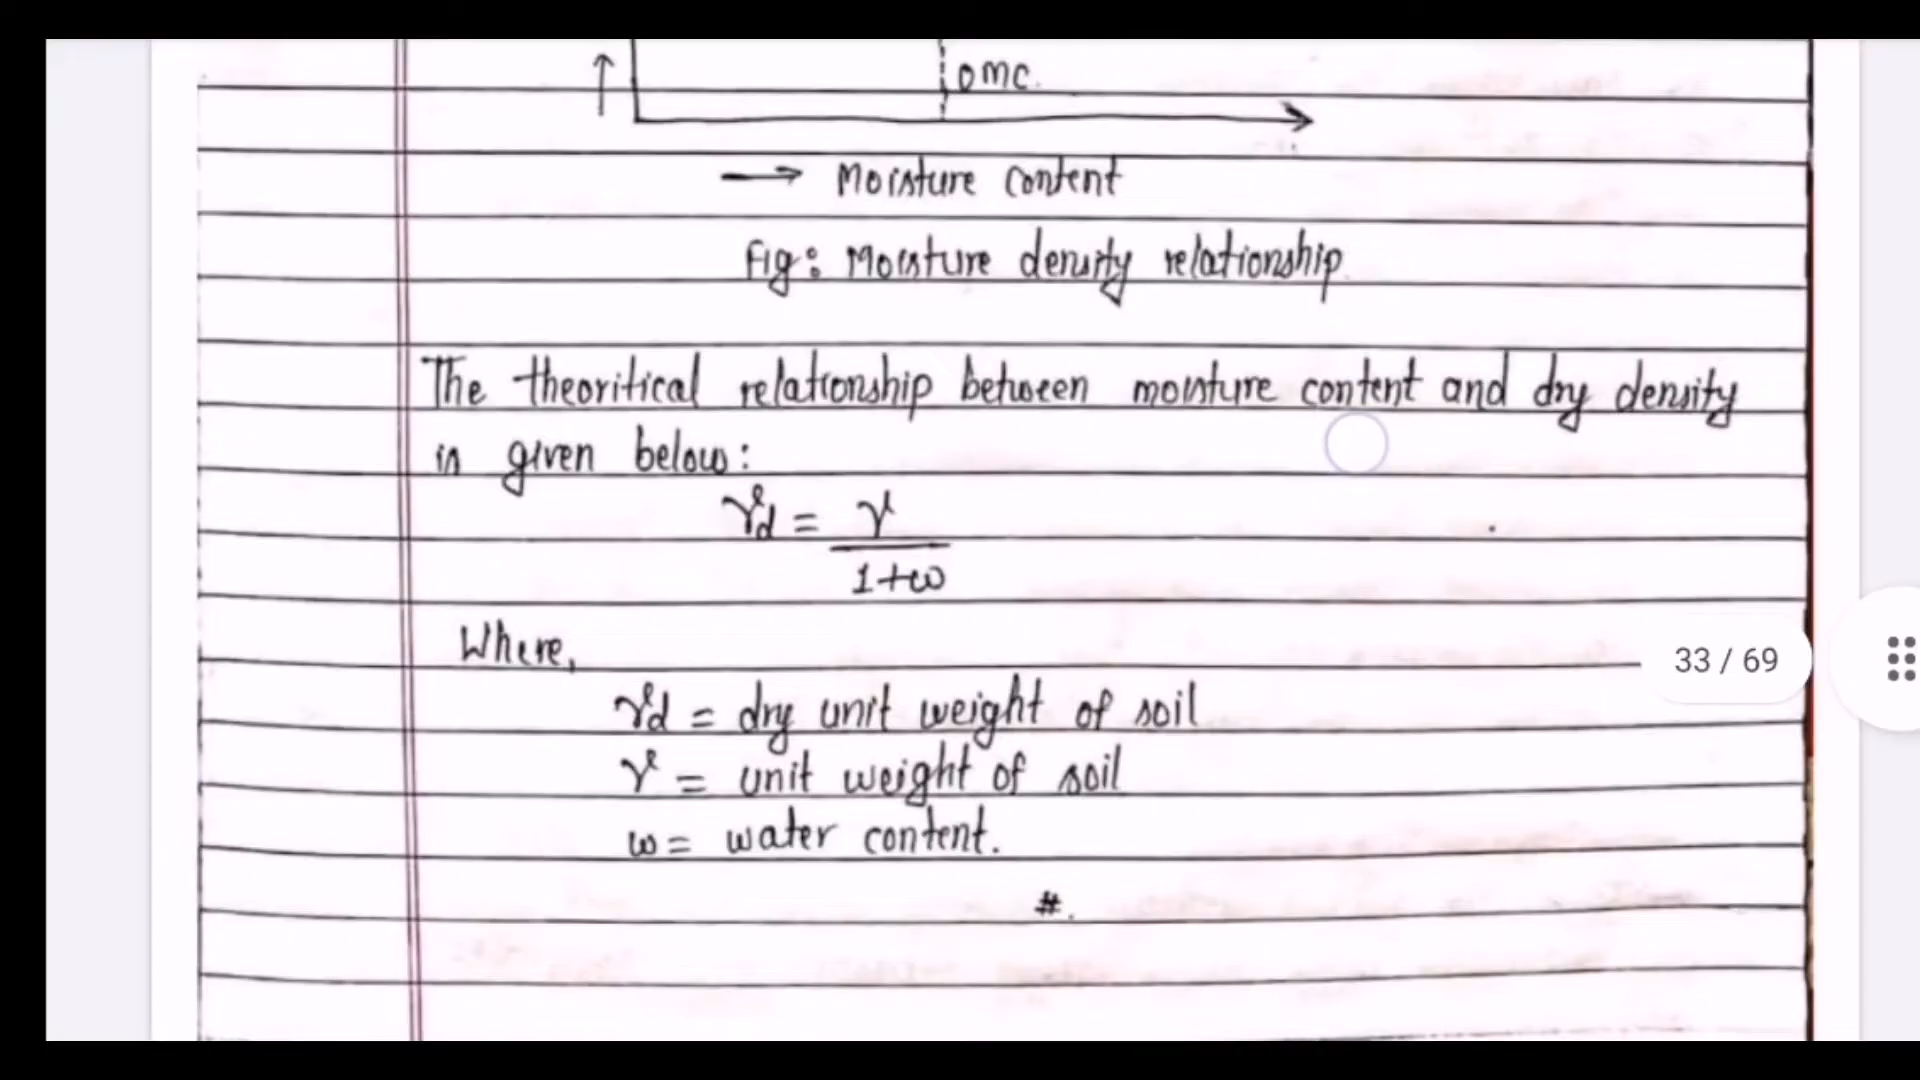 OMC.
Moisture content
Fig: Moisture density relationship
The theoritical relationship between moisture content and dry density
is given below:
γd = γ
1+w
Where,
γd = dry unit weight of soil
γ = unit weight of soil
w = water content.
#.
33 / 69